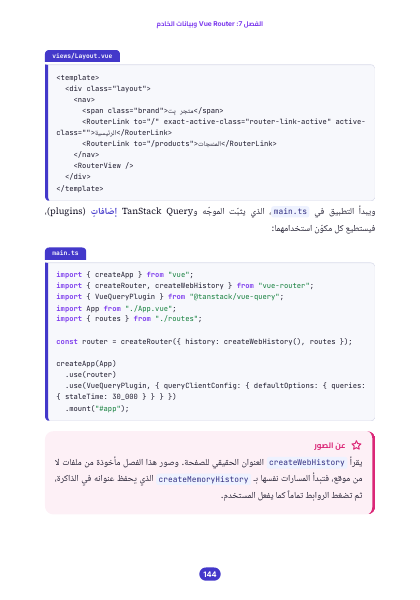 الفصل 7: Vue Router وبيانات الخادم
views/Layout.vue
<template>
<div class="layout">
<nav>
<span class="brand">متجر بيت</span>
<RouterLink to="/" exact-active-class="router-link-active" active-
class="">الرئيسية</RouterLink>
<RouterLink to="/products">المنتجات</RouterLink>
</nav>
<RouterView />
</div>
</template>
ويبدأ التطبيق في main.ts، الذي يثبّت الموجّه وTanStack Query إضافاتٍ (plugins)،
فيستطيع كل مكوّن استخدامهما:
main.ts
import { createApp } from "vue";
import { createRouter, createWebHistory } from "vue-router";
import { VueQueryPlugin } from "@tanstack/vue-query";
import App from "./App.vue";
import { routes } from "./routes";
const router = createRouter({ history: createWebHistory(), routes });
createApp(App)
.use(router)
.use(VueQueryPlugin, { queryClientConfig: { defaultOptions: { queries:
{ staleTime: 30_000 } } } })
.mount("#app");
عن الصور
يقرأ createWebHistory العنوان الحقيقي للصفحة. وصور هذا الفصل مأخوذة من ملفات لا
من موقع، فتبدأ المسارات نفسها بـ createMemoryHistory الذي يحفظ عنوانه في الذاكرة،
ثم تضغط الروابط تماماً كما يفعل المستخدم.
144